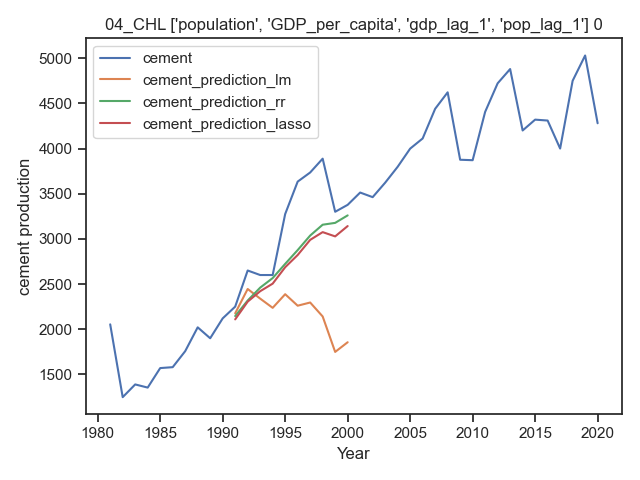 04_CHL ['population', 'GDP_per_capita', 'gdp_lag_1', 'pop_lag_1'] 0
cement
cement_prediction_lm
cement_prediction_rr
cement_prediction_lasso
cement production
5000
4500
4000
3500
3000
2500
2000
1500
1980 1985 1990 1995 2000 2005 2010 2015 2020
Year